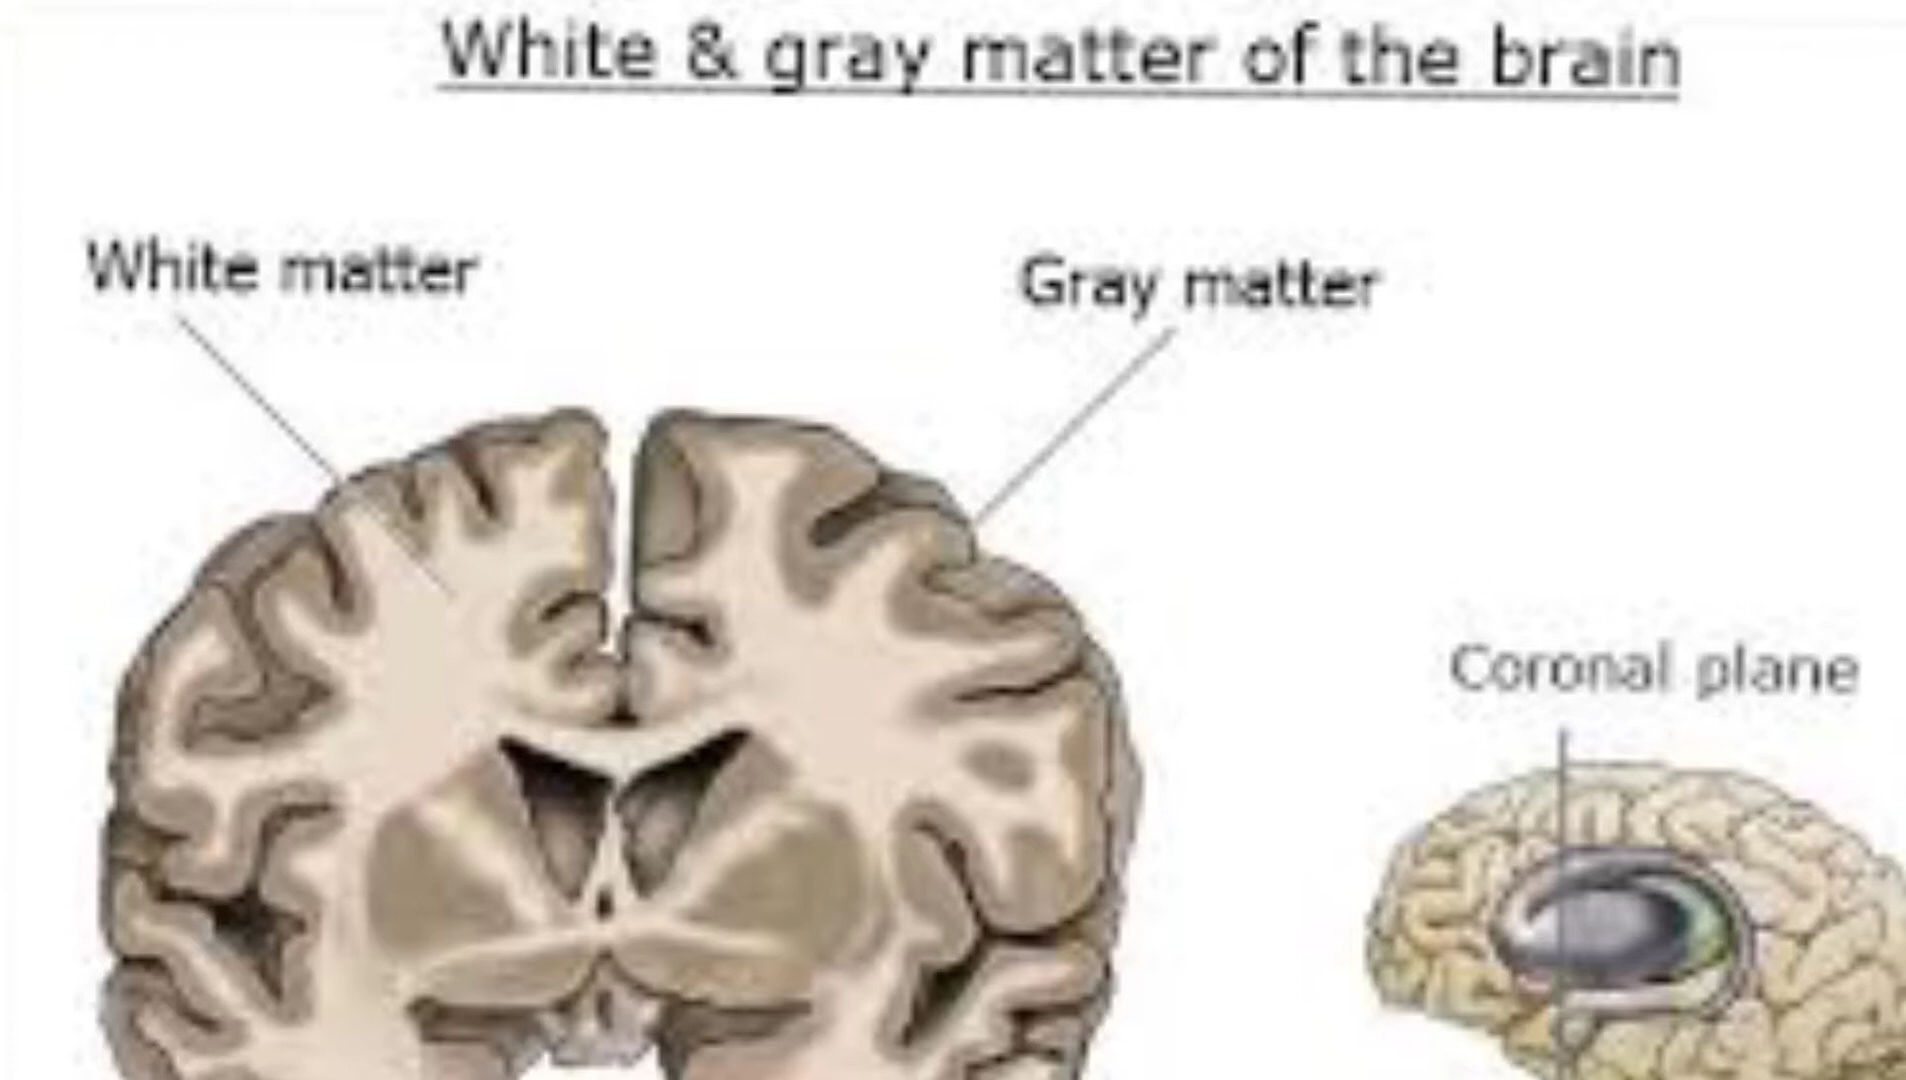 White & gray matter of the brain
White matter
Gray matter
Coronal plane